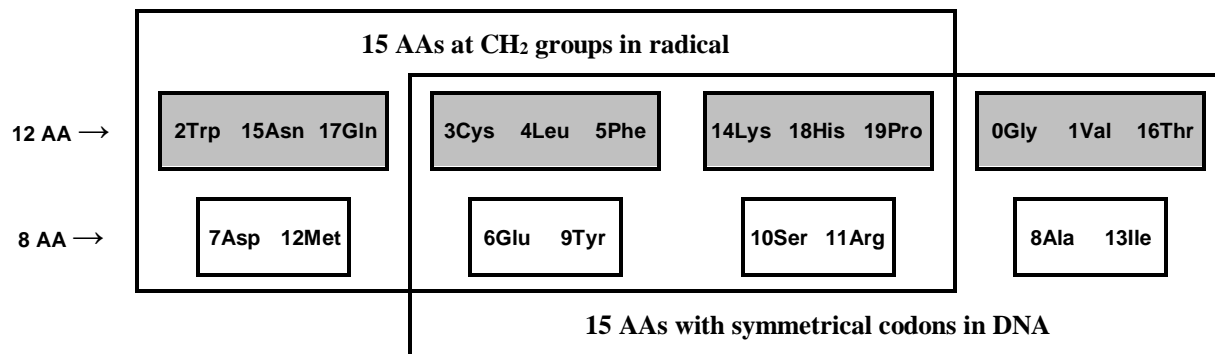 15 AAs at CH₂ groups in radical
12 AA → 2Trp 15Asn 17Gln 3Cys 4Leu 5Phe 14Lys 18His 19Pro 0Gly 1Val 16Thr
8 AA → 7Asp 12Met 6Glu 9Tyr 10Ser 11Arg 8Ala 13Ile
15 AAs with symmetrical codons in DNA